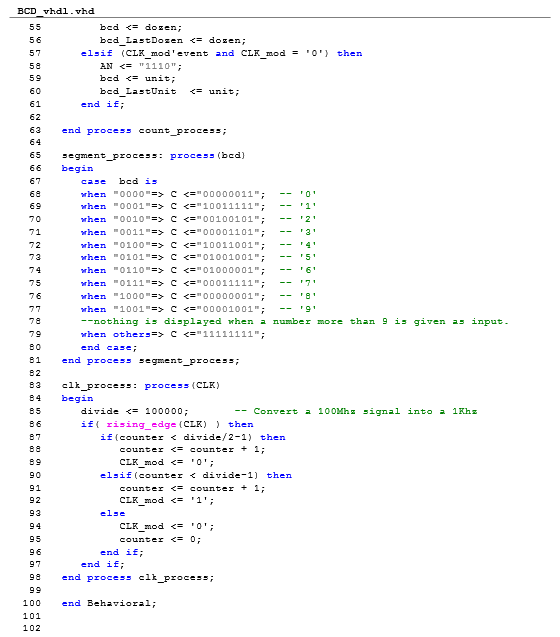 BCD_vhdl.vhd
55 bcd <= dozen;
56 bcd_LastDozen <= dozen;
57 elsif (CLK_mod'event and CLK_mod = '0') then
58 AN <= "1110";
59 bcd <= unit;
60 bcd_LastUnit  <= unit;
61 end if;
62
63 end process count_process;
64
65 segment_process: process(bcd)
66 begin
67 case  bcd is
68 when "0000"=> C <="00000011";  -- '0'
69 when "0001"=> C <="10011111";  -- '1'
70 when "0010"=> C <="00100101";  -- '2'
71 when "0011"=> C <="00001101";  -- '3'
72 when "0100"=> C <="10011001";  -- '4'
73 when "0101"=> C <="01001001";  -- '5'
74 when "0110"=> C <="01000001";  -- '6'
75 when "0111"=> C <="00011111";  -- '7'
76 when "1000"=> C <="00000001";  -- '8'
77 when "1001"=> C <="00001001";  -- '9'
78 --nothing is displayed when a number more than 9 is given as input.
79 when others=> C <="11111111";
80 end case;
81 end process segment_process;
82
83 clk_process: process(CLK)
84 begin
85 divide <= 100000;       -- Convert a 100Mhz signal into a 1Khz
86 if( rising_edge(CLK) ) then
87 if(counter < divide/2-1) then
88 counter <= counter + 1;
89 CLK_mod <= '0';
90 elsif(counter < divide-1) then
91 counter <= counter + 1;
92 CLK_mod <= '1';
93 else
94 CLK_mod <= '0';
95 counter <= 0;
96 end if;
97 end if;
98 end process clk_process;
99
100 end Behavioral;
101
102